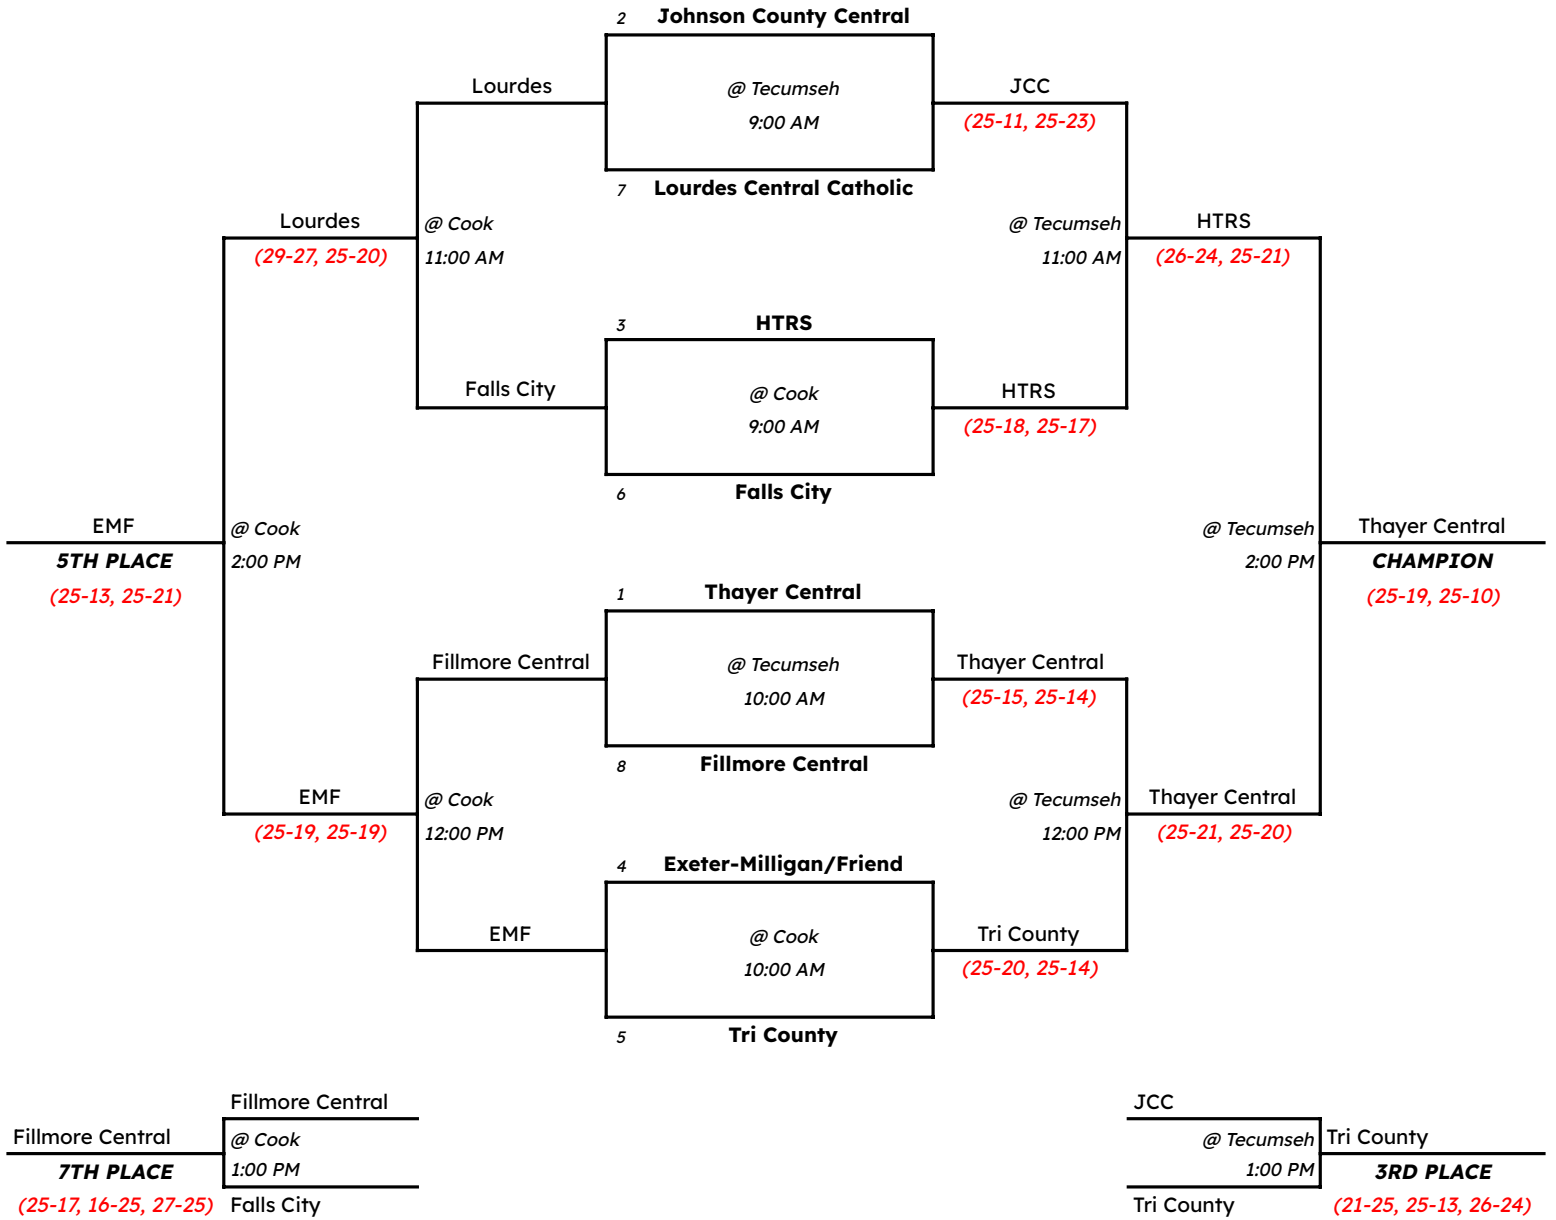 2 Johnson County Central
Lourdes
@ Tecumseh
9:00 AM
JCC
(25-11, 25-23)
7 Lourdes Central Catholic
Lourdes
(29-27, 25-20)
@ Cook
11:00 AM
@ Tecumseh
11:00 AM
HTRS
(26-24, 25-21)
3 HTRS
Falls City
@ Cook
9:00 AM
HTRS
(25-18, 25-17)
6 Falls City
EMF
5TH PLACE
(25-13, 25-21)
@ Cook
2:00 PM
@ Tecumseh
2:00 PM
Thayer Central
CHAMPION
(25-19, 25-10)
1 Thayer Central
Fillmore Central
@ Tecumseh
10:00 AM
Thayer Central
(25-15, 25-14)
8 Fillmore Central
EMF
(25-19, 25-19)
@ Cook
12:00 PM
@ Tecumseh
12:00 PM
Thayer Central
(25-21, 25-20)
4 Exeter-Milligan/Friend
EMF
@ Cook
10:00 AM
Tri County
(25-20, 25-14)
5 Tri County
Fillmore Central
Fillmore Central
@ Cook
7TH PLACE
1:00 PM
(25-17, 16-25, 27-25)
Falls City
JCC
@ Tecumseh
Tri County
1:00 PM
3RD PLACE
Tri County
(21-25, 25-13, 26-24)